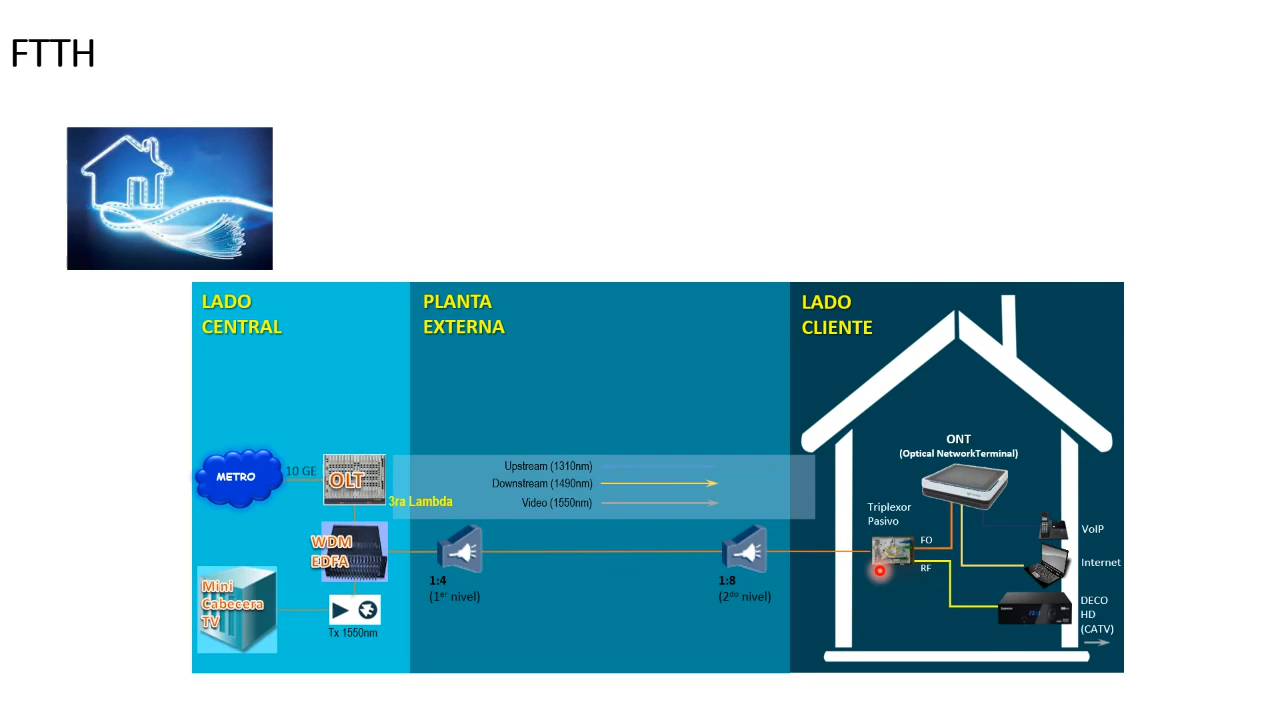 FTTH
LADO
CENTRAL
PLANTA
EXTERNA
LADO
CLIENTE
ONT
(Optical NetworkTerminal)
METRO
10 GE
OLT
3ra Lambda
Upstream (1310nm)
Downstream (1490nm)
Video (1550nm)
Triplexor
Pasivo
FO
RF
VoIP
Internet
DECO
HD
(CATV)
WDM
EDFA
1:4
(1er nivel)
1:8
(2do nivel)
Mini
Cabecera
TV
Tx 1550nm